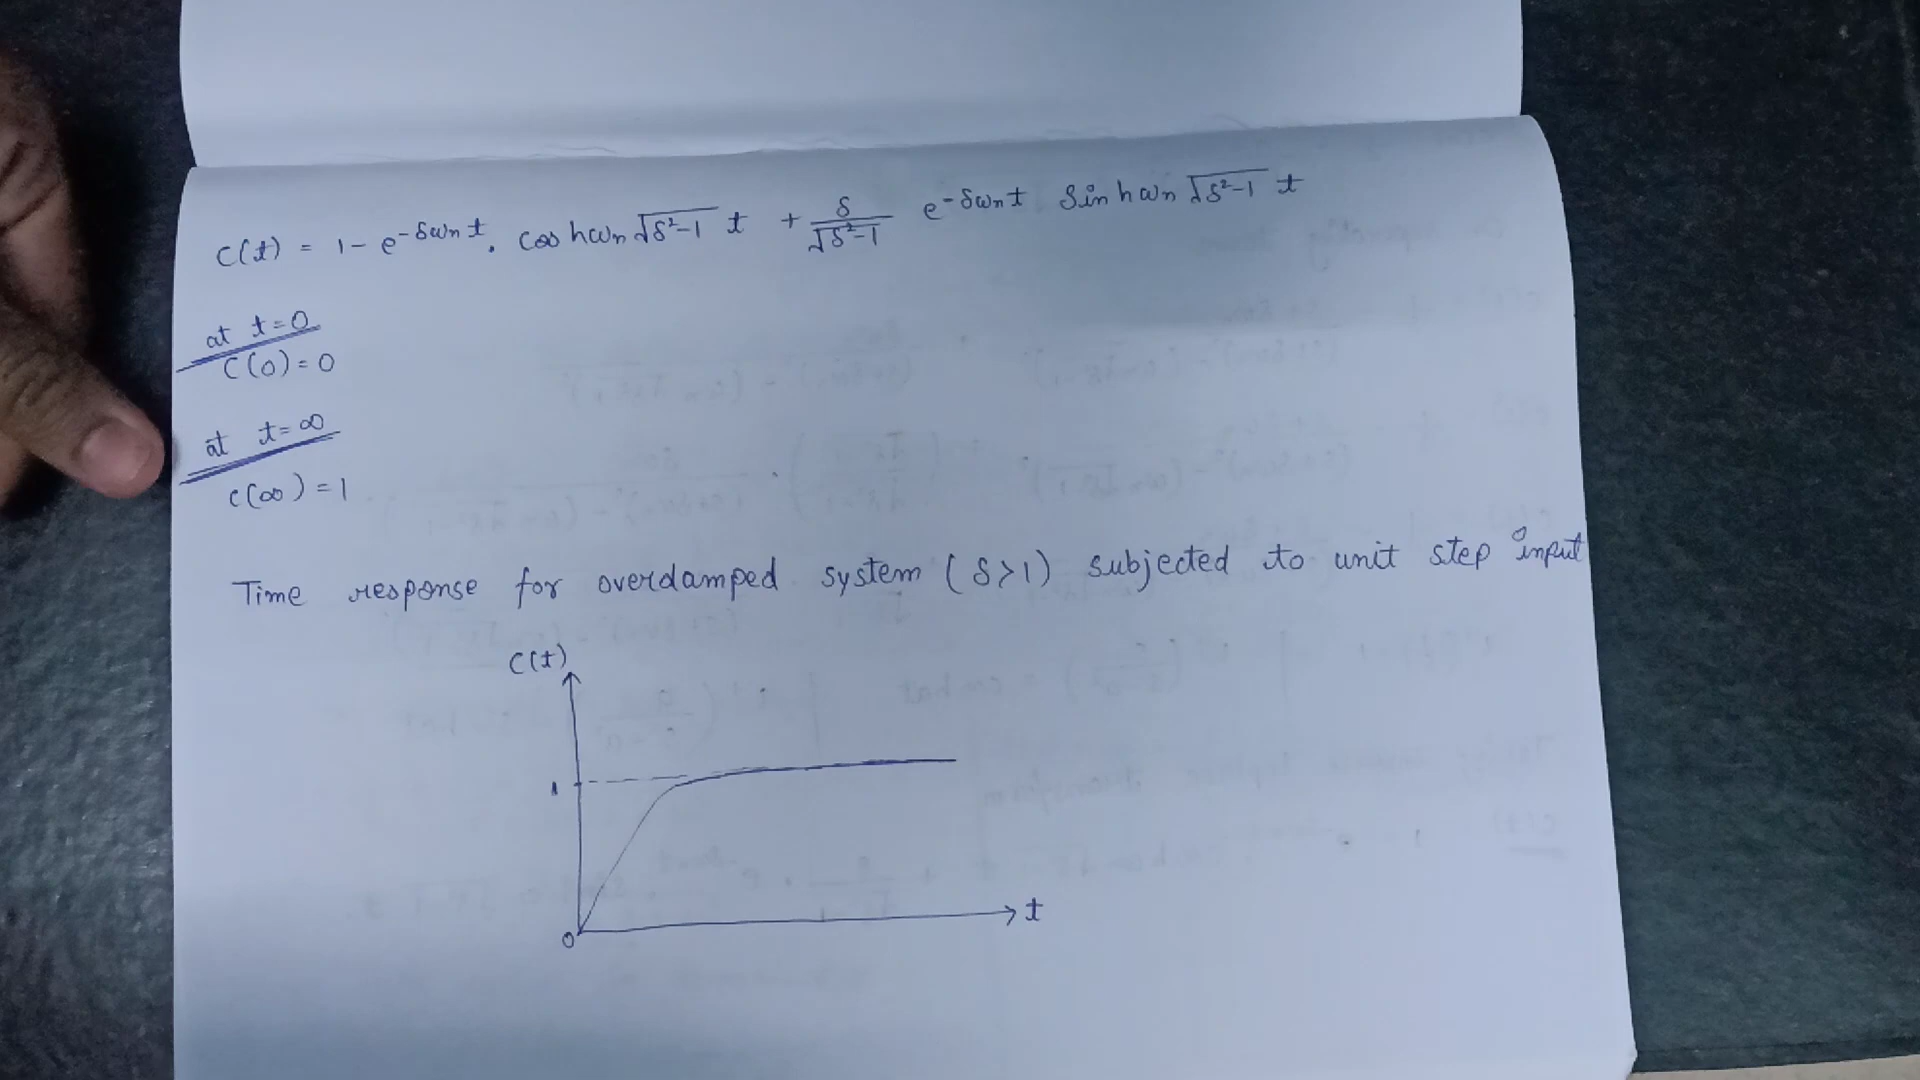 C(t) = 1 - e^-δωnt. cos hωn √δ²-1 t + δ/√δ²-1 e^-δωnt Sin hωn √δ²-1 t
at t=0
C(0)=0
at t=∞
c(∞) = 1
Time response for overdamped system (δ>1) subjected to unit step input
C(t)
1
0
t